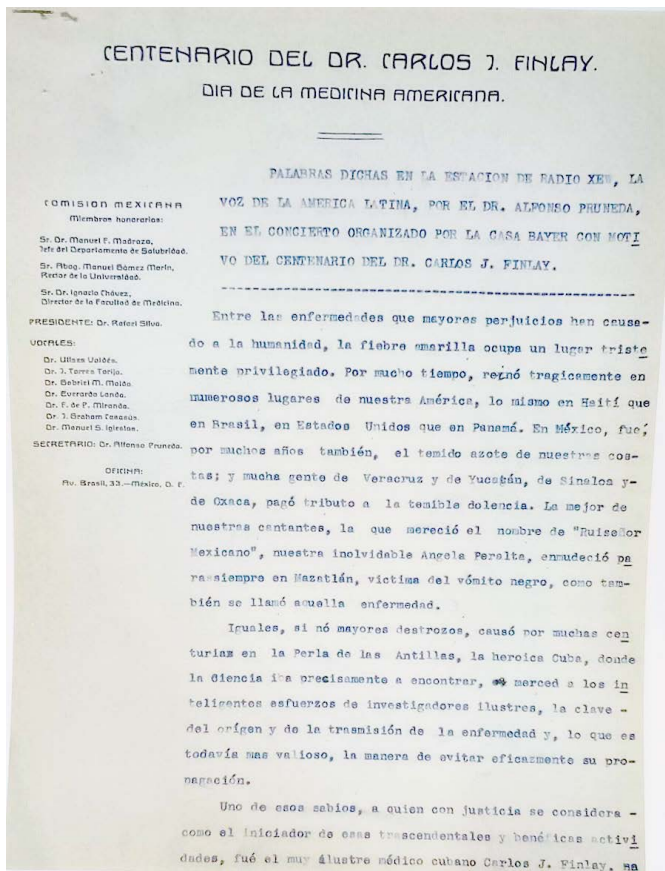 CENTENARIO DEL DR. CARLOS J. FINLAY.
DIA DE LA MEDICINA AMERICANA.
COMISION MEXICANA
Miembros honorarios:
Sr. Dr. Manuel F. Madrazo,
Jefe del Departamento de Salubridad.
Sr. Abog. Manuel Gómez Morín,
Rector de la Universidad.
Sr. Dr. Ignacio Chávez,
Director de la Facultad de Medicina.
PRESIDENTE: Dr. Rafael Silva.
VOCALES:
Dr. Ulises Valdés.
Dr. J. Torres Torija.
Dr. Gabriel M. Malda.
Dr. Everardo Landa.
Dr. F. de P. Miranda.
Dr. J. Graham Casasús.
Dr. Manuel S. Iglesias.
SECRETARIO: Dr. Alfonso Pruneda.
OFICINA:
Av. Brasil, 33.—México, D. F.
PALABRAS DICHAS EN LA ESTACION DE RADIO XEW, LA
VOZ DE LA AMERICA LATINA, POR EL DR. ALFONSO PRUNEDA,
EN EL CONCIERTO ORGANIZADO POR LA CASA BAYER CON MOTI
VO DEL CENTENARIO DEL DR. CARLOS J. FINLAY.
Entre las enfermedades que mayores perjuicios han causa-
do a la humanidad, la fiebre amarilla ocupa un lugar triste
mente privilegiado. Por mucho tiempo, reinó tragicamente en
numerosos lugares de nuestra América, lo mismo en Haití que
en Brasil, en Estados Unidos que en Panamá. En México, fué,
por muchos años también, el temido azote de nuestras cos-
tas; y mucha gente de Veracruz y de Yucatán, de Sinaloa y-
de Oxaca, pagó tributo a la temible dolencia. La mejor de
nuestras cantantes, la que mereció el nombre de "Ruiseñor
Mexicano", nuestra inolvidable Angela Peralta, enmudeció pa
ra siempre en Mazatlán, victima del vómito negro, como tam-
bién se llamó aquella enfermedad.
Iguales, si nó mayores destrozos, causó por muchas cen
turias en la Perla de las Antillas, la heroica Cuba, donde
la Ciencia iba precisamente a encontrar, merced a los in
teligentes esfuerzos de investigadores ilustres, la clave -
del orígen y de la trasmisión de la enfermedad y, lo que es
todavía mas valioso, la manera de evitar eficazmente su pro-
pagación.
Uno de esos sabios, a quien con justicia se considera -
como el iniciador de esas trascendentales y benéficas activi
dades, fué el muy ilustre médico cubano Carlos J. Finlay.